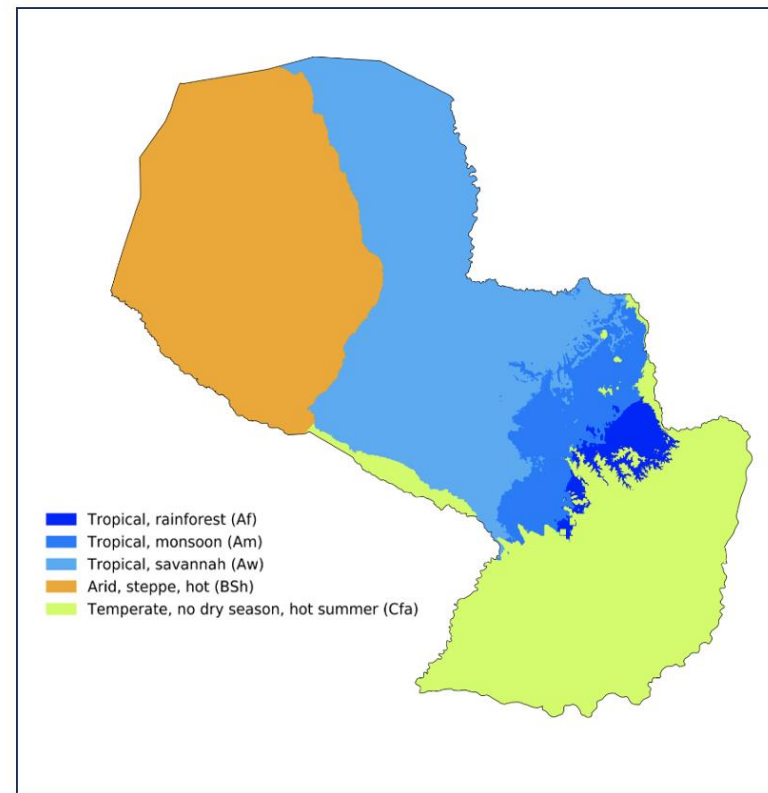 Tropical, rainforest (Af)
Tropical, monsoon (Am)
Tropical, savannah (Aw)
Arid, steppe, hot (BSh)
Temperate, no dry season, hot summer (Cfa)